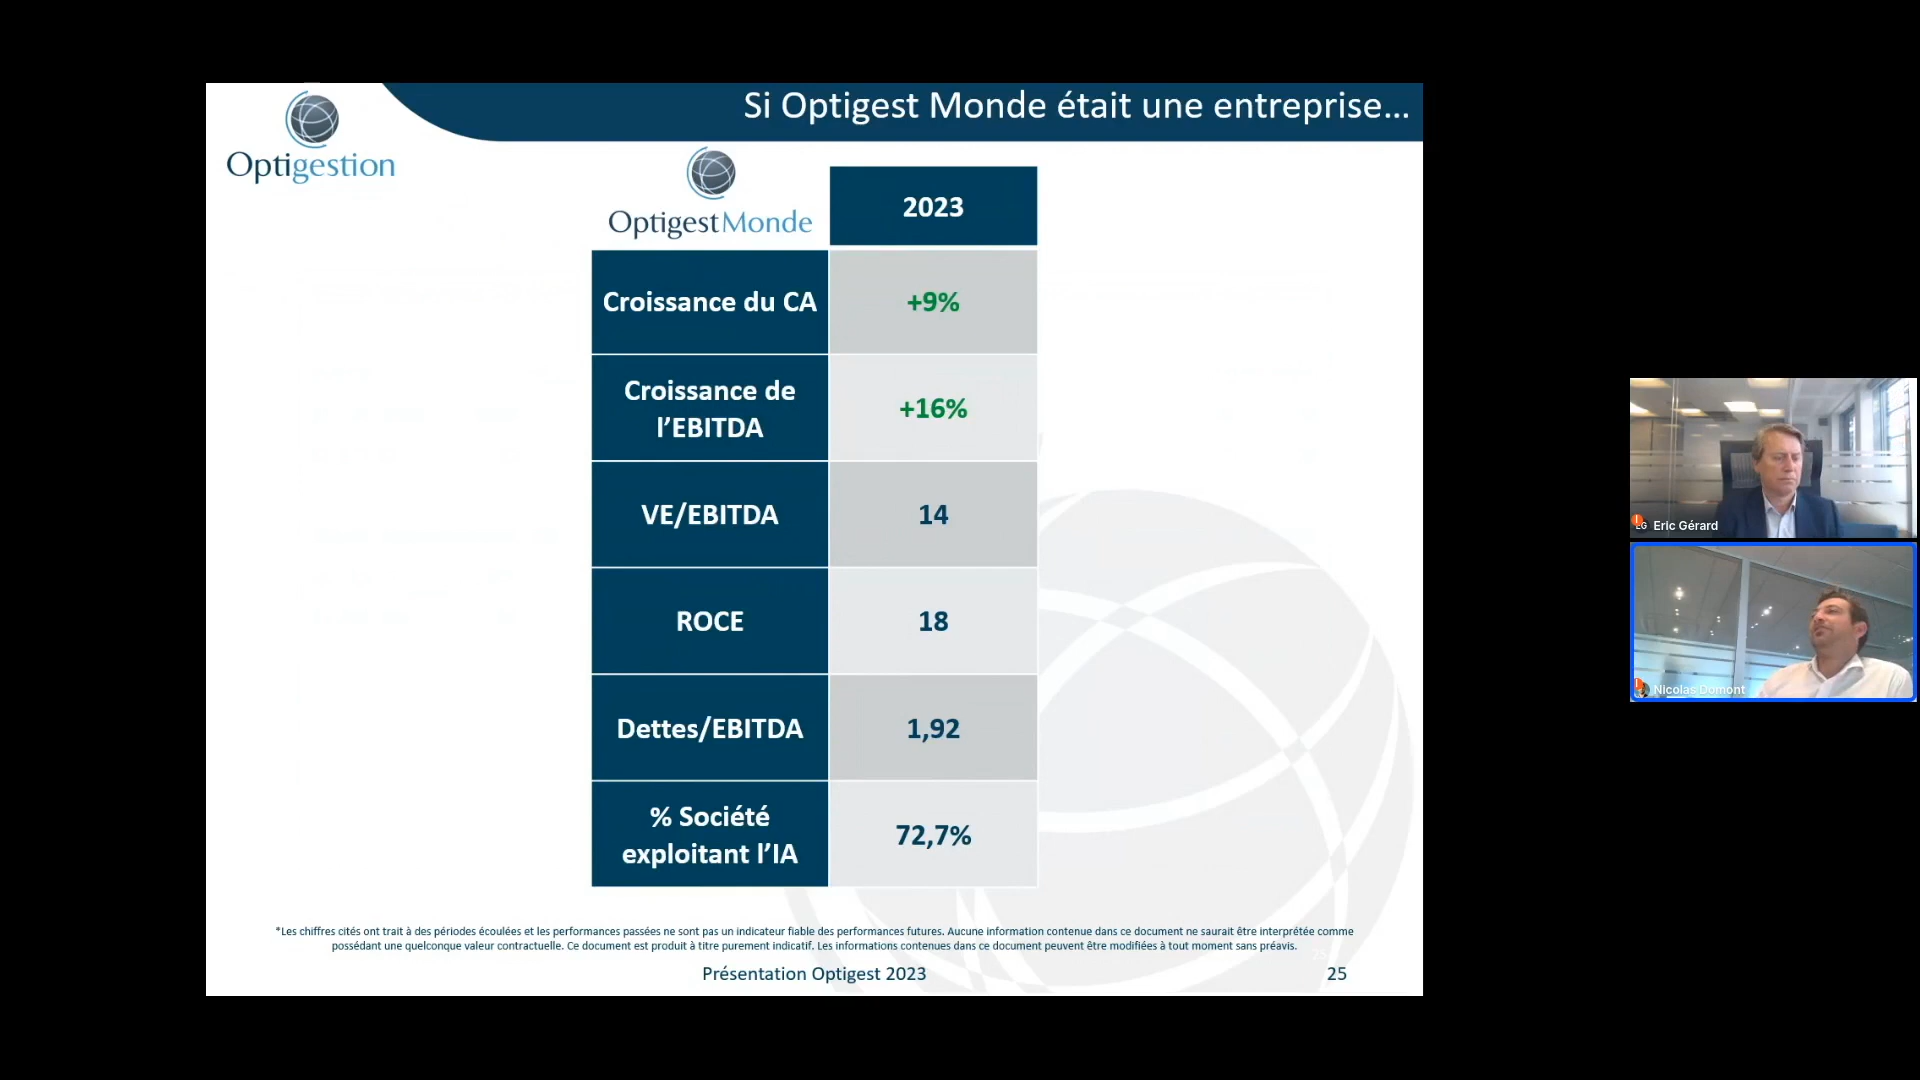 Si Optigest Monde était une entreprise...
Optigestion
OptigestMonde
2023
Croissance du CA
+9%
Croissance de
l'EBITDA
+16%
VE/EBITDA
14
ROCE
18
Dettes/EBITDA
1,92
% Société
exploitant l'IA
72,7%
*Les chiffres cités ont trait à des périodes écoulées et les performances passées ne sont pas un indicateur fiable des performances futures. Aucune information contenue dans ce document ne saurait être interprétée comme
possédant une quelconque valeur contractuelle. Ce document est produit à titre purement indicatif. Les informations contenues dans ce document peuvent être modifiées à tout moment sans préavis.
Présentation Optigest 2023
25
EG Eric Gérard
Nicolas Domont